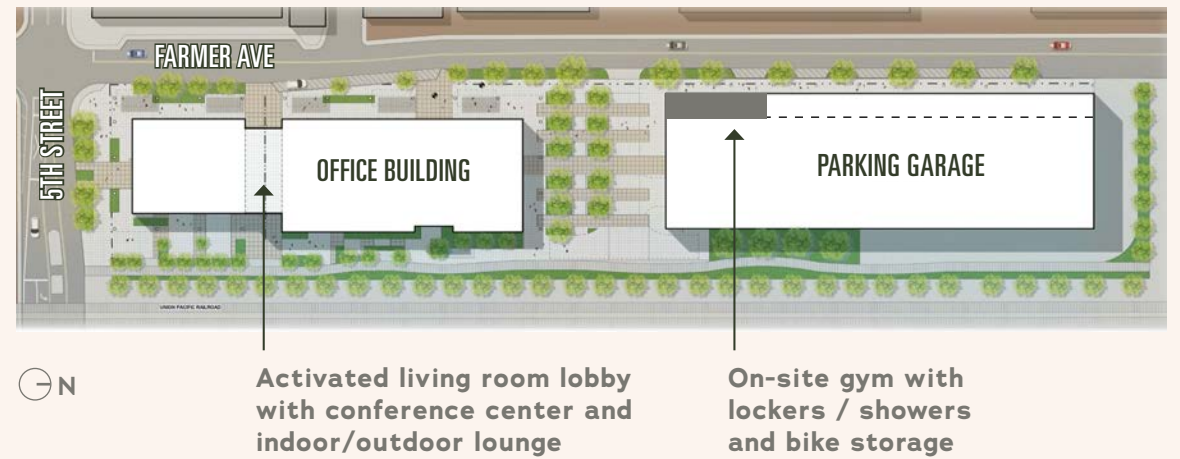 FARMER AVE
5TH STREET
OFFICE BUILDING
PARKING GARAGE
UNION PACIFIC RAILROAD
N
Activated living room lobby
with conference center and
indoor/outdoor lounge
On-site gym with
lockers / showers
and bike storage